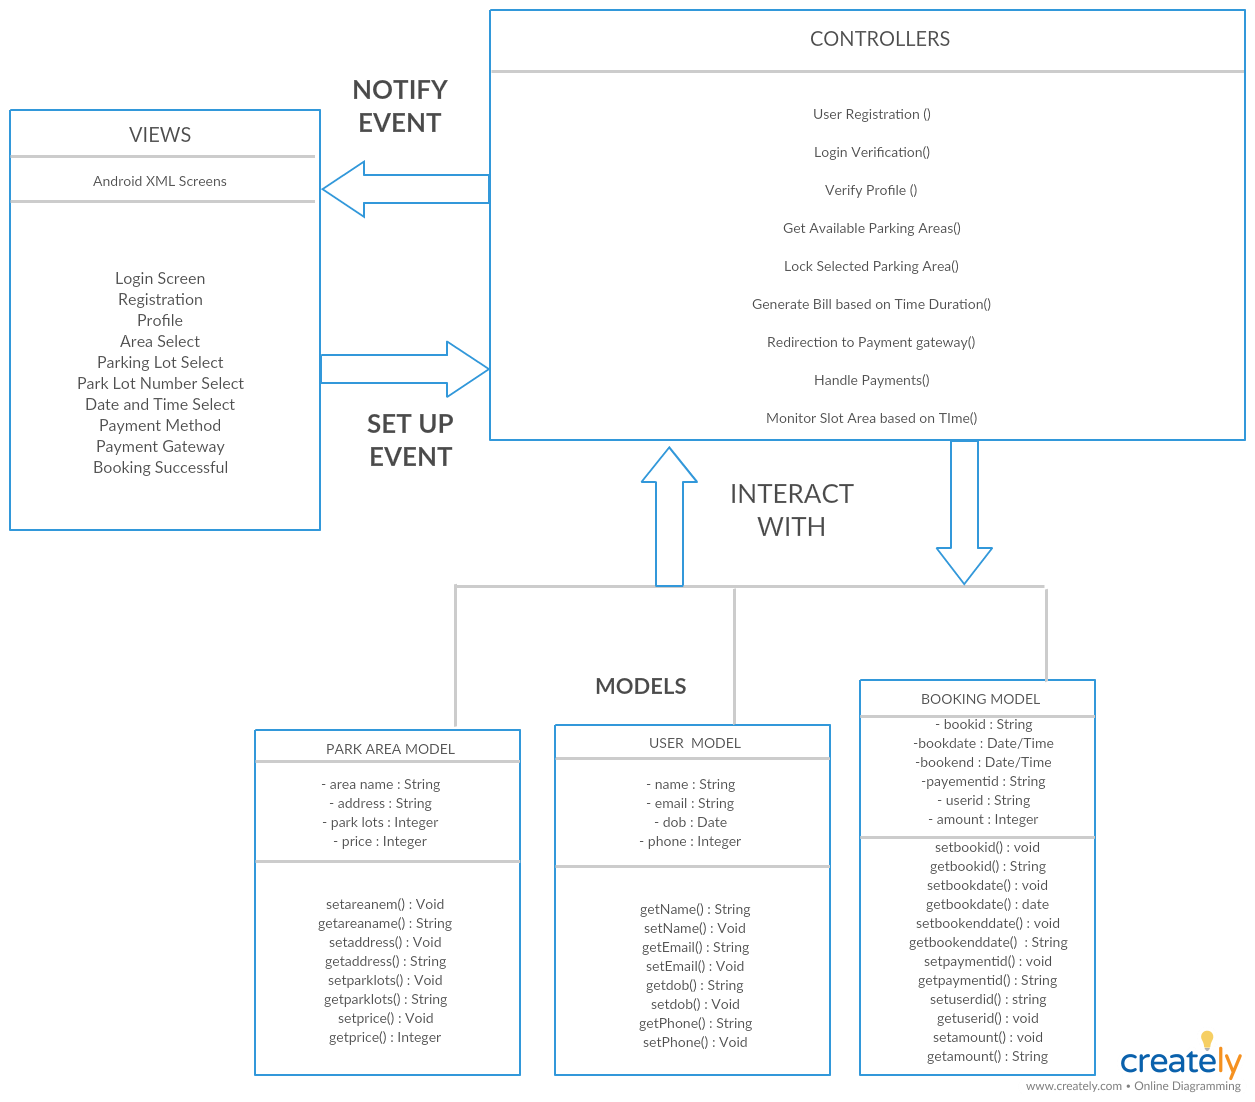 CONTROLLERS
User Registration ()
Login Verification()
Verify Profile ()
Get Available Parking Areas()
Lock Selected Parking Area()
Generate Bill based on Time Duration()
Redirection to Payment gateway()
Handle Payments()
Monitor Slot Area based on TIme()
NOTIFY
EVENT
VIEWS
Android XML Screens
Login Screen
Registration
Profile
Area Select
Parking Lot Select
Park Lot Number Select
Date and Time Select
Payment Method
Payment Gateway
Booking Successful
SET UP
EVENT
INTERACT
WITH
MODELS
PARK AREA MODEL
- area name : String
- address : String
- park lots : Integer
- price : Integer
setareanem() : Void
getareaname() : String
setaddress() : Void
getaddress() : String
setparklots() : Void
getparklots() : String
setprice() : Void
getprice() : Integer
USER  MODEL
- name : String
- email : String
- dob : Date
- phone : Integer
getName() : String
setName() : Void
getEmail() : String
setEmail() : Void
getdob() : String
setdob() : Void
getPhone() : String
setPhone() : Void
BOOKING MODEL
- bookid : String
-bookdate : Date/Time
-bookend : Date/Time
-payementid : String
- userid : String
- amount : Integer
setbookid() : void
getbookid() : String
setbookdate() : void
getbookdate() : date
setbookenddate() : void
getbookenddate()  : String
setpaymentid() : void
getpaymentid() : String
setuserdid() : string
getuserid() : void
setamount() : void
getamount() : String
creately
www.creately.com • Online Diagramming